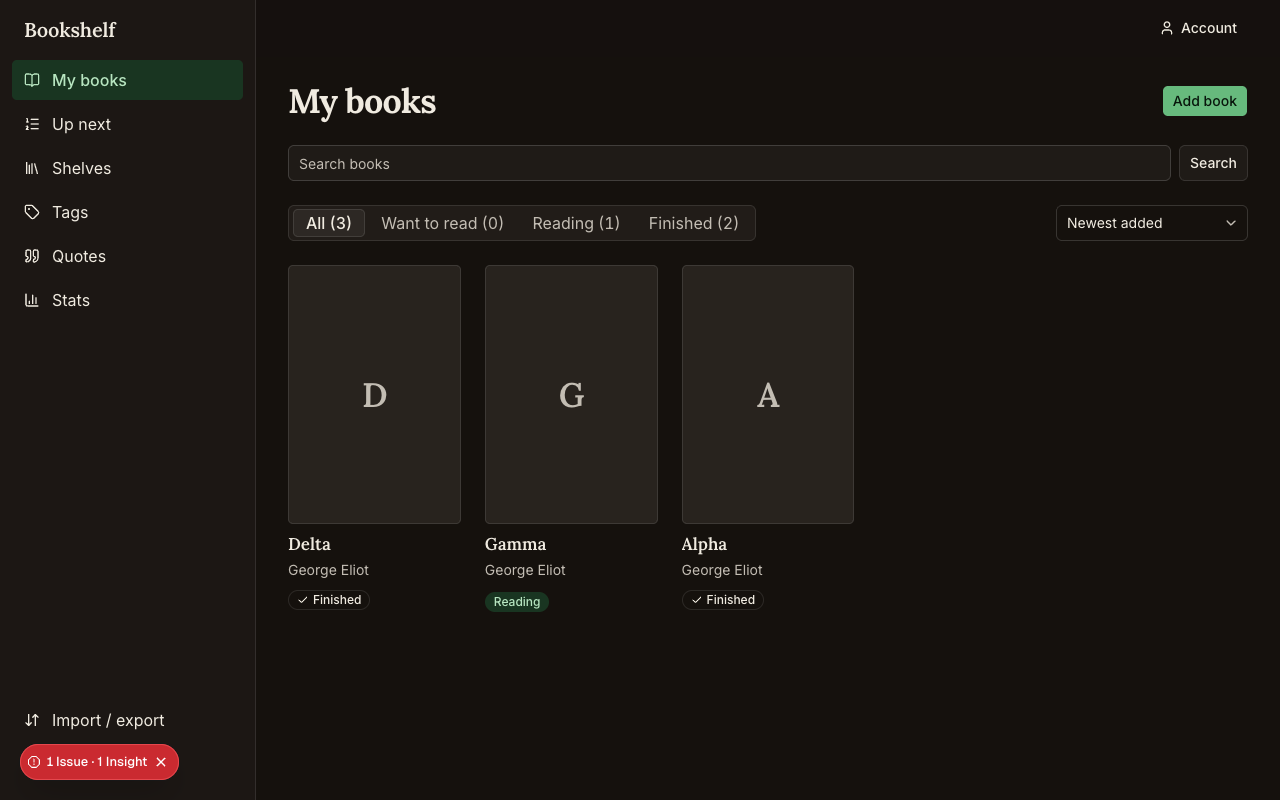 Bookshelf
My books
Up next
Shelves
Tags
Quotes
Stats
Import / export
1 Issue · 1 Insight
Account
My books
Add book
Search books
Search
All (3)
Want to read (0)
Reading (1)
Finished (2)
Newest added
D
G
A
Delta
George Eliot
Finished
Gamma
George Eliot
Reading
Alpha
George Eliot
Finished